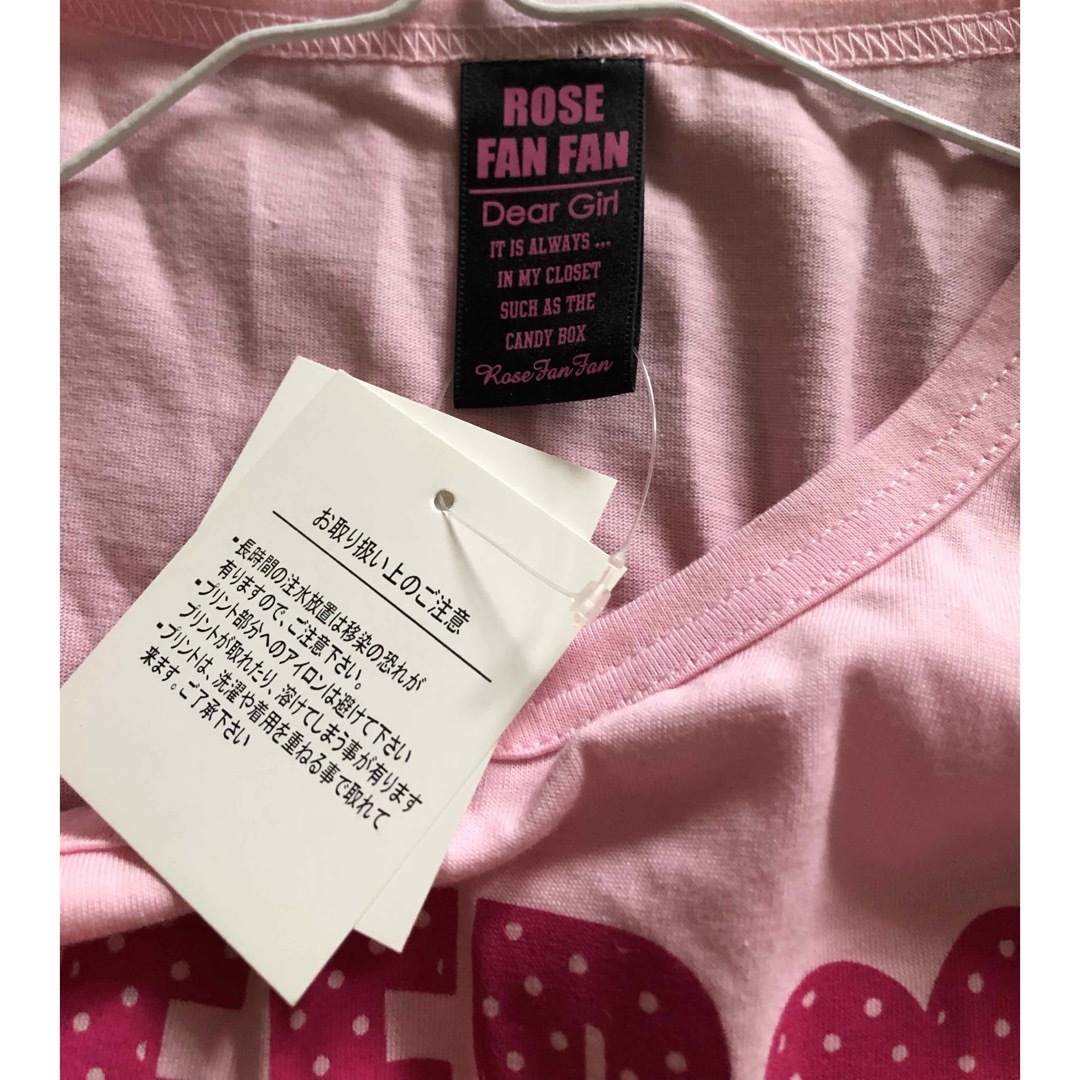 ROSE
FAN FAN
Dear Girl
IT IS ALWAYS ...
IN MY CLOSET
SUCH AS THE
CANDY BOX
Rose Fan Fan
お取り扱い上のご注意
・長時間の注水放置は移染の恐れが
有りますので、ご注意下さい。
・プリント部分へのアイロンは避けて下さい
プリントが取れたり、溶けてしまう事が有ります
・プリントは、洗濯や着用を重ねる事で取れて
来ます。ご了承下さい